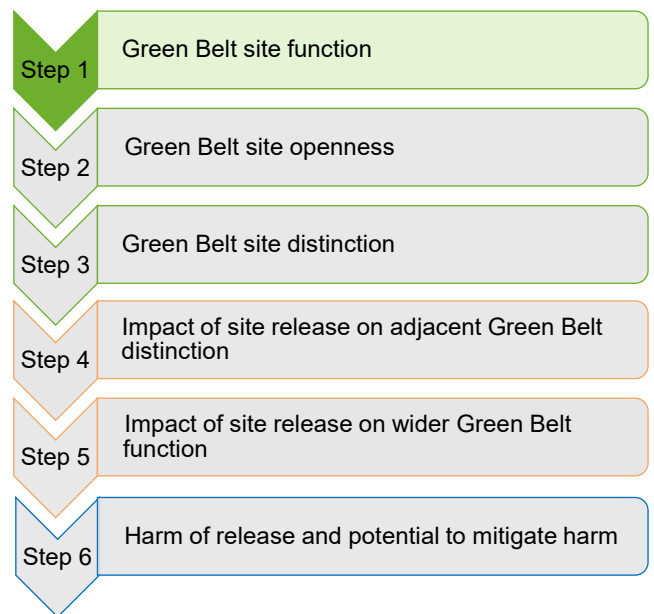 Step 1
Green Belt site function
Step 2
Green Belt site openness
Step 3
Green Belt site distinction
Step 4
Impact of site release on adjacent Green Belt
distinction
Step 5
Impact of site release on wider Green Belt
function
Step 6
Harm of release and potential to mitigate harm